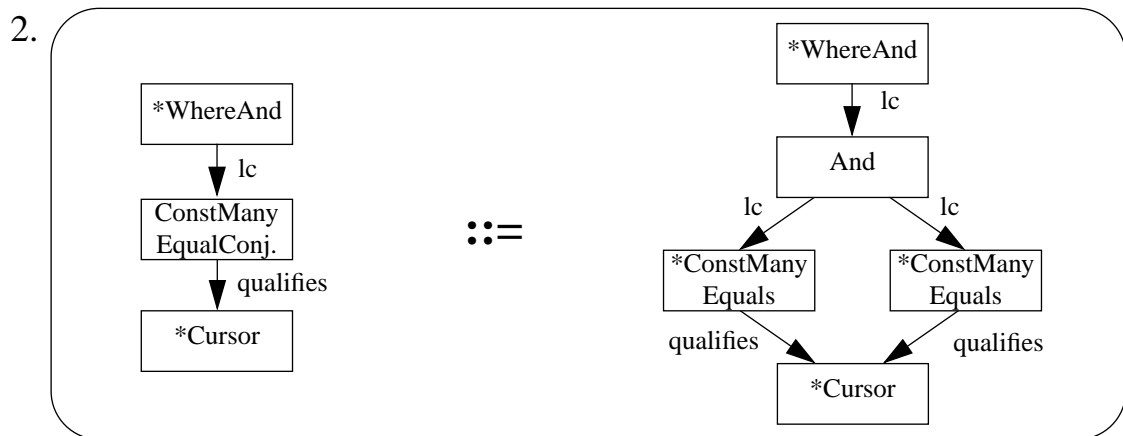 2.
*WhereAnd
lc
ConstMany
EqualConj.
qualifies
*Cursor
::=
*WhereAnd
lc
And
lc
lc
*ConstMany
Equals
*ConstMany
Equals
qualifies
qualifies
*Cursor